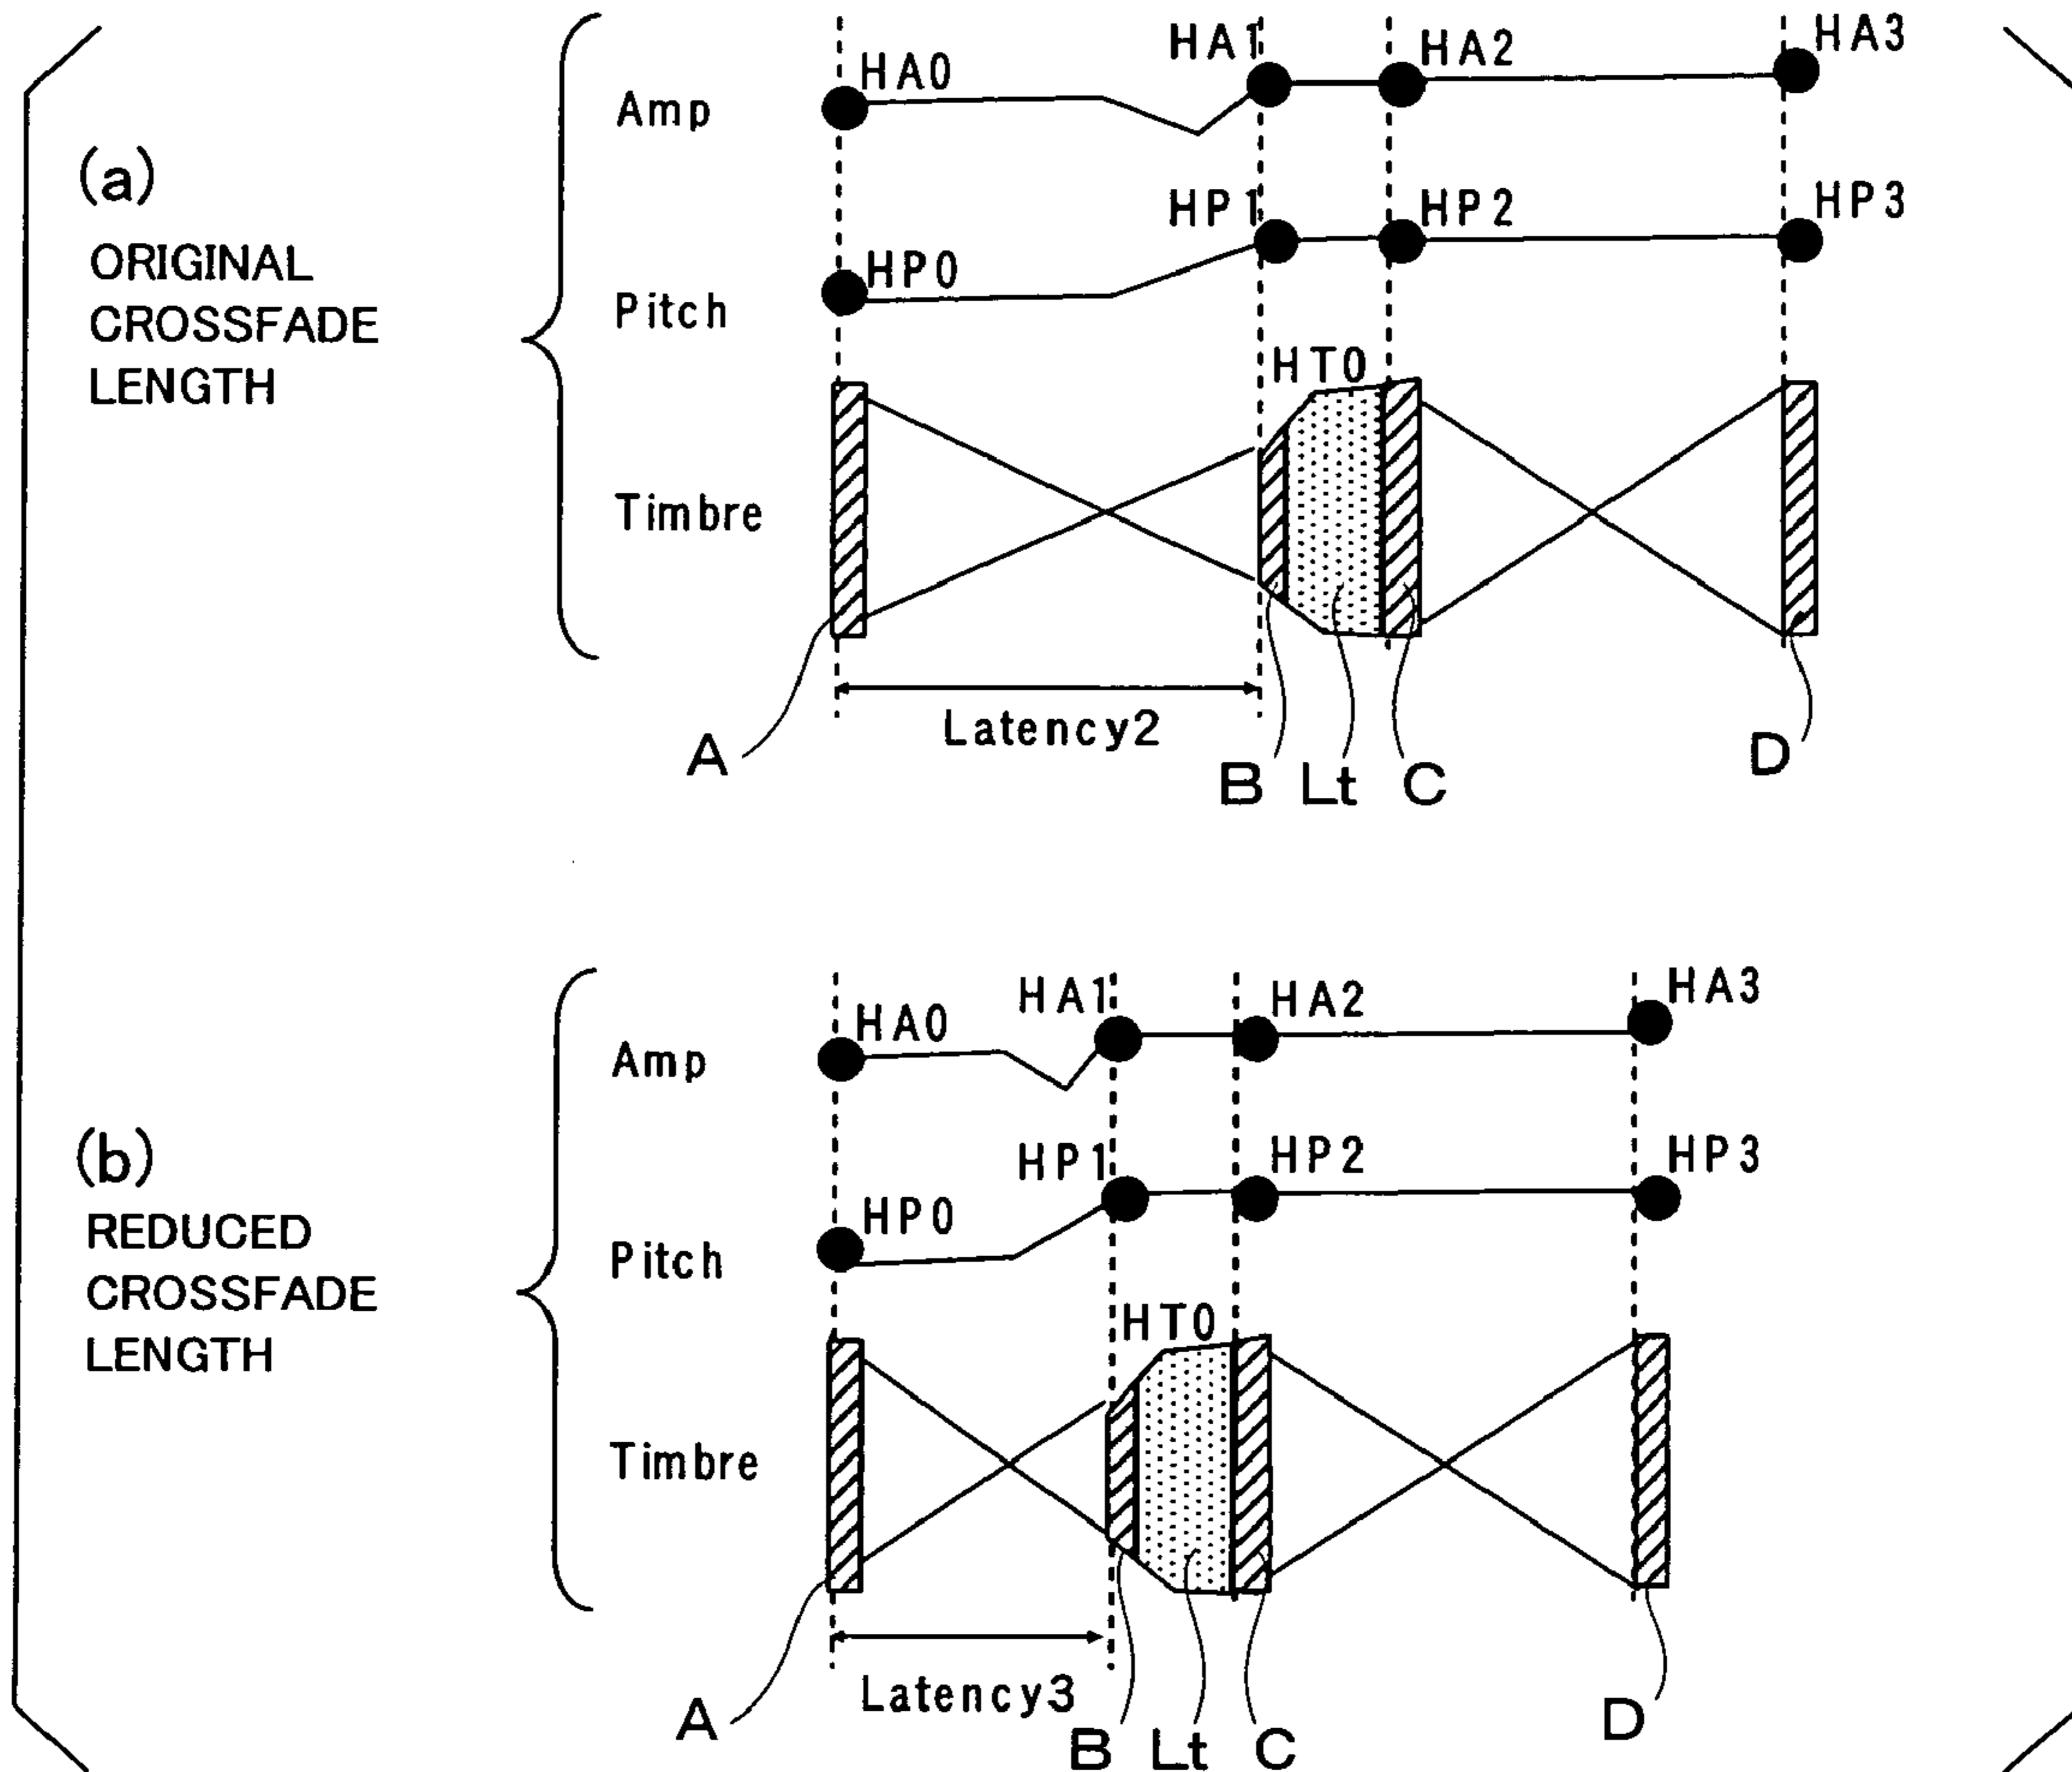 (a)
ORIGINAL
CROSSFADE
LENGTH
Amp
HA0
HA1
HA2
HA3
Pitch
HP0
HP1
HP2
HP3
Timbre
HT0
Latency2
A
B
Lt
C
D
(b)
REDUCED
CROSSFADE
LENGTH
Amp
HA0
HA1
HA2
HA3
Pitch
HP0
HP1
HP2
HP3
Timbre
HT0
Latency3
A
B
Lt
C
D